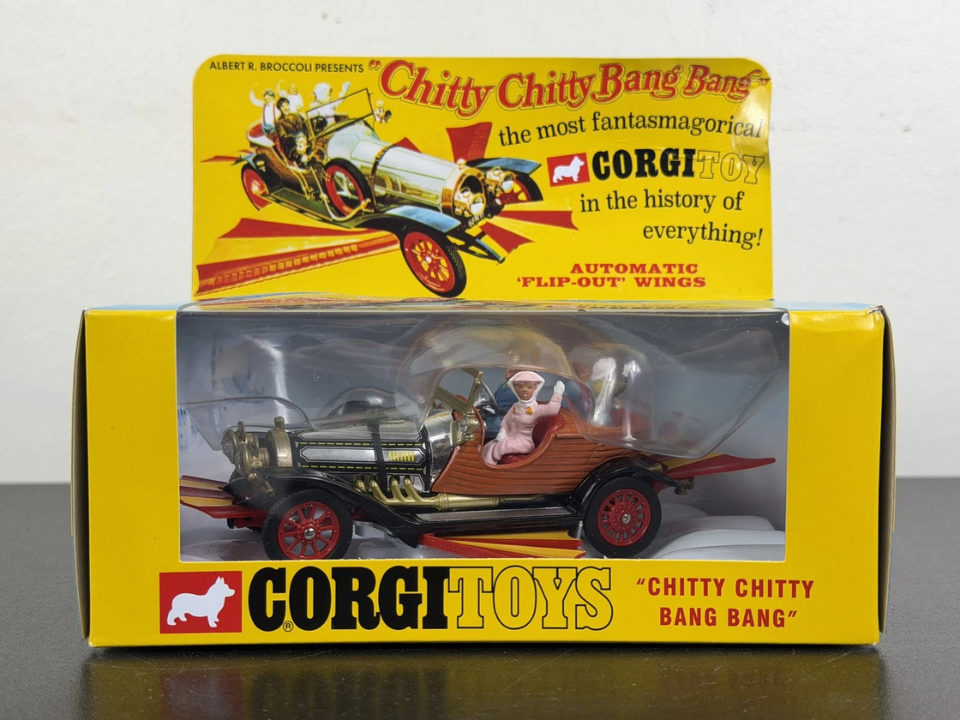 ALBERT R. BROCCOLI PRESENTS "Chitty Chitty Bang Bang"
the most fantasmagorical
CORGI TOY
in the history of
everything!
AUTOMATIC
'FLIP-OUT' WINGS
CORGI TOYS ®
"CHITTY CHITTY
BANG BANG"